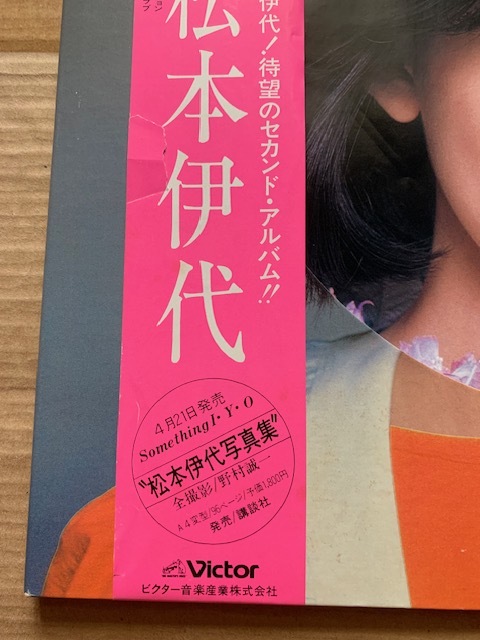 伊代!待望のセカンド・アルバム!!
松本伊代
4月21日発売
Something I・Y・O
“松本伊代写真集”
全撮影/野村誠一
A4変型/96ページ/予価1,800円
発売/講談社
Victor
ビクター音楽産業株式会社